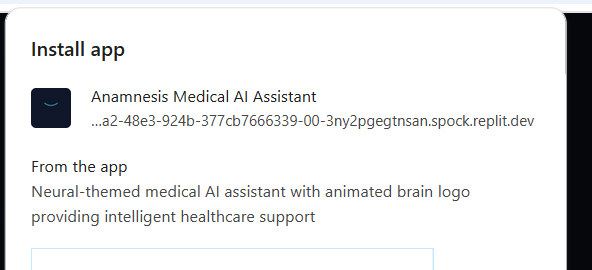 Install app
Anamnesis Medical AI Assistant
...a2-48e3-924b-377cb7666339-00-3ny2pgegtnsan.spock.replit.dev
From the app
Neural-themed medical AI assistant with animated brain logo
providing intelligent healthcare support